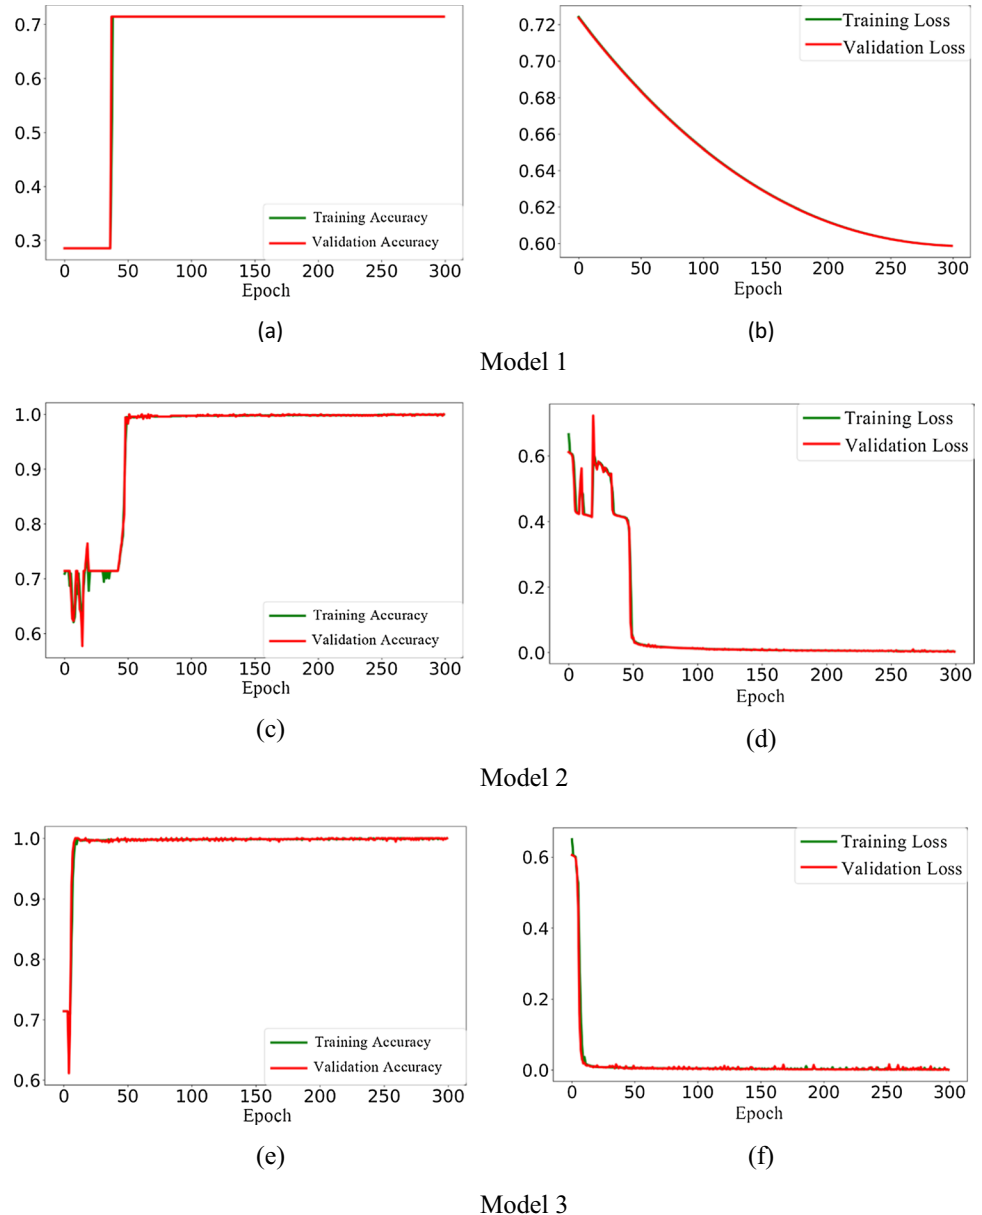 0.7
0.6
0.5
0.4
0.3
Training Accuracy
Validation Accuracy
0 50 100 150 200 250 300
Epoch
(a)
0.72
0.70
0.68
0.66
0.64
0.62
0.60
Training Loss
Validation Loss
0 50 100 150 200 250 300
Epoch
(b)
Model 1
1.0
0.9
0.8
0.7
0.6
Training Accuracy
Validation Accuracy
0 50 100 150 200 250 300
Epoch
(c)
0.6
0.4
0.2
0.0
Training Loss
Validation Loss
0 50 100 150 200 250 300
Epoch
(d)
Model 2
1.0
0.9
0.8
0.7
0.6
Training Accuracy
Validation Accuracy
0 50 100 150 200 250 300
Epoch
(e)
0.6
0.4
0.2
0.0
Training Loss
Validation Loss
0 50 100 150 200 250 300
Epoch
(f)
Model 3